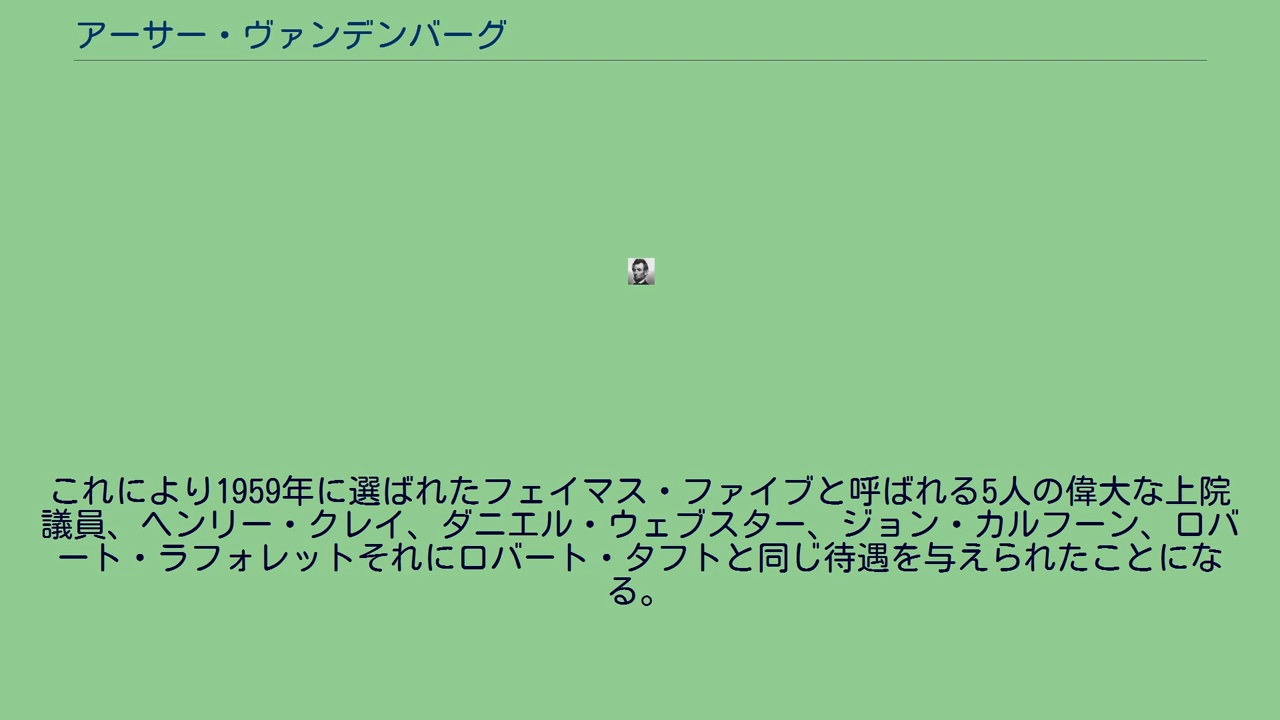 アーサー・ヴァンデンバーグ
これにより1959年に選ばれたフェイマス・ファイブと呼ばれる5人の偉大な上院
議員、ヘンリー・クレイ、ダニエル・ウェブスター、ジョン・カルフーン、ロバ
ート・ラフォレットそれにロバート・タフトと同じ待遇を与えられたことにな
る。